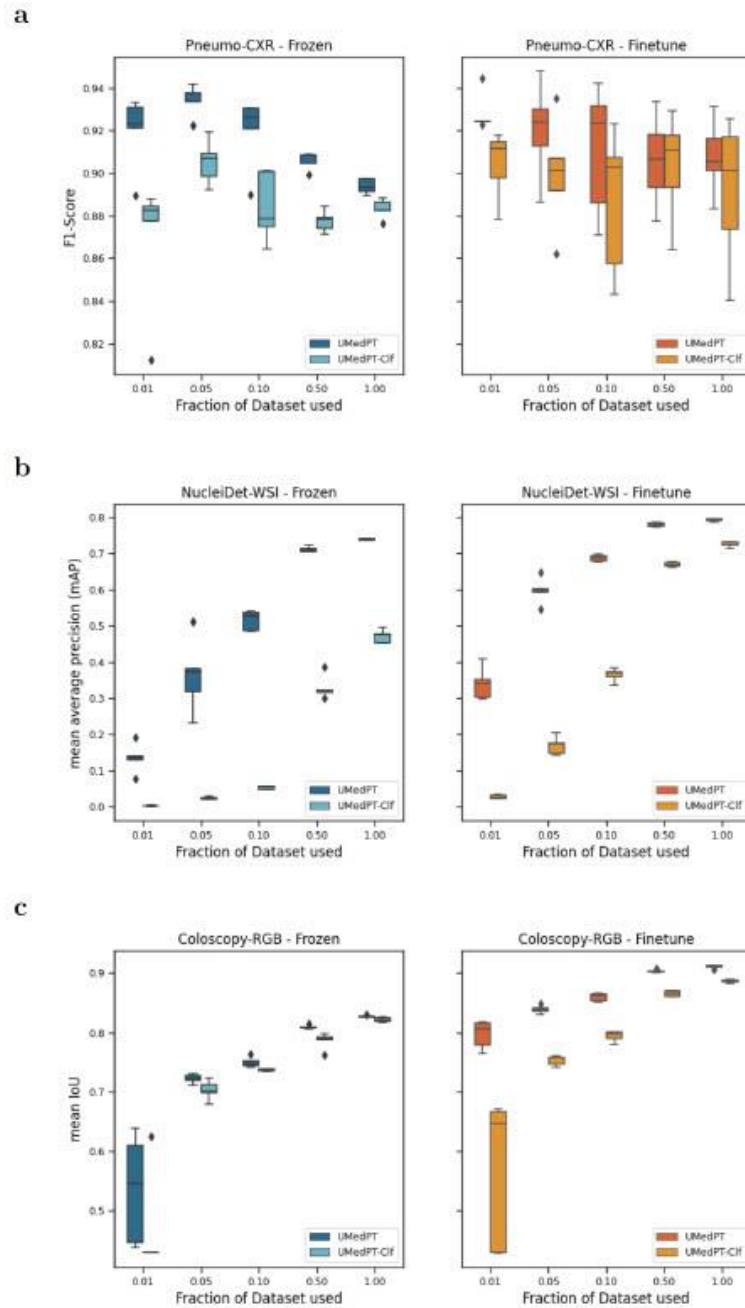 a
Pneumo-CXR - Frozen
Pneumo-CXR - Finetune
F1-Score
0.94
0.92
0.90
0.88
0.86
0.84
0.82
UMedPT
UMedPT-Clf
UMedPT
UMedPT-Clf
0.01 0.05 0.10 0.50 1.00
0.01 0.05 0.10 0.50 1.00
Fraction of Dataset used
Fraction of Dataset used
b
NucleiDet-WSI - Frozen
NucleiDet-WSI - Finetune
mean average precision (mAP)
0.8
0.7
0.6
0.5
0.4
0.3
0.2
0.1
0.0
UMedPT
UMedPT-Clf
UMedPT
UMedPT-Clf
0.01 0.05 0.10 0.50 1.00
0.01 0.05 0.10 0.50 1.00
Fraction of Dataset used
Fraction of Dataset used
c
Coloscopy-RGB - Frozen
Coloscopy-RGB - Finetune
mean IoU
0.9
0.8
0.7
0.6
0.5
UMedPT
UMedPT-Clf
UMedPT
UMedPT-Clf
0.01 0.05 0.10 0.50 1.00
0.01 0.05 0.10 0.50 1.00
Fraction of Dataset used
Fraction of Dataset used